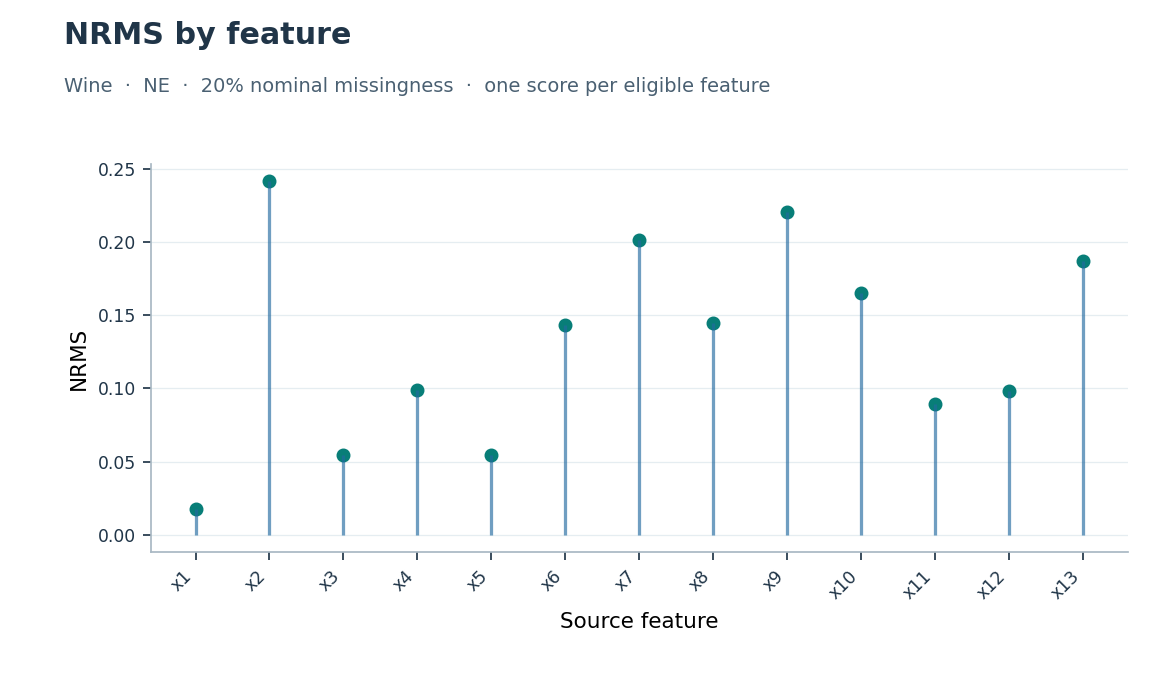 NRMS by feature
Wine · NE · 20% nominal missingness · one score per eligible feature
0.25
0.20
0.15
0.10
0.05
0.00
NRMS
x1 x2 x3 x4 x5 x6 x7 x8 x9 x10 x11 x12 x13
Source feature